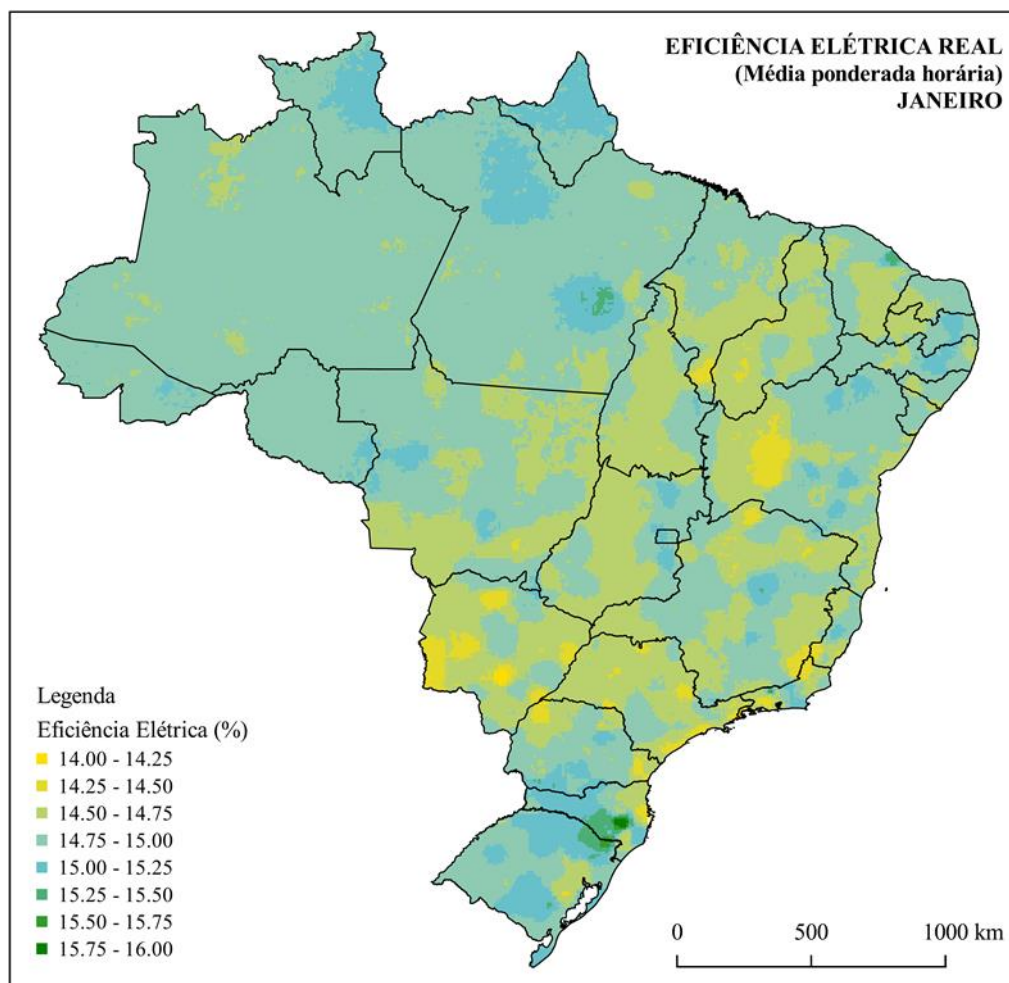 EFICIÊNCIA ELÉTRICA REAL
(Média ponderada horária)
JANEIRO
Legenda
Eficiência Elétrica (%)
14.00 - 14.25
14.25 - 14.50
14.50 - 14.75
14.75 - 15.00
15.00 - 15.25
15.25 - 15.50
15.50 - 15.75
15.75 - 16.00
0 500 1000 km